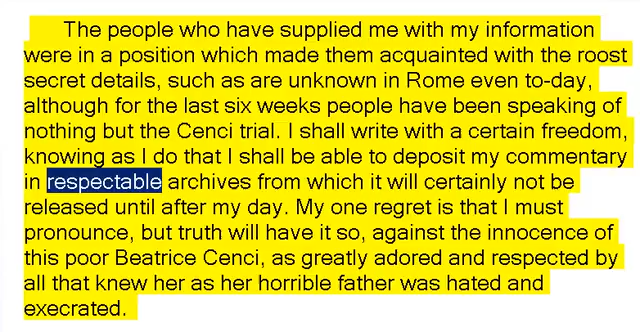 The people who have supplied me with my information
were in a position which made them acquainted with the roost
secret details, such as are unknown in Rome even to-day,
although for the last six weeks people have been speaking of
nothing but the Cenci trial. I shall write with a certain freedom,
knowing as I do that I shall be able to deposit my commentary
in respectable archives from which it will certainly not be
released until after my day. My one regret is that I must
pronounce, but truth will have it so, against the innocence of
this poor Beatrice Cenci, as greatly adored and respected by
all that knew her as her horrible father was hated and
execrated.